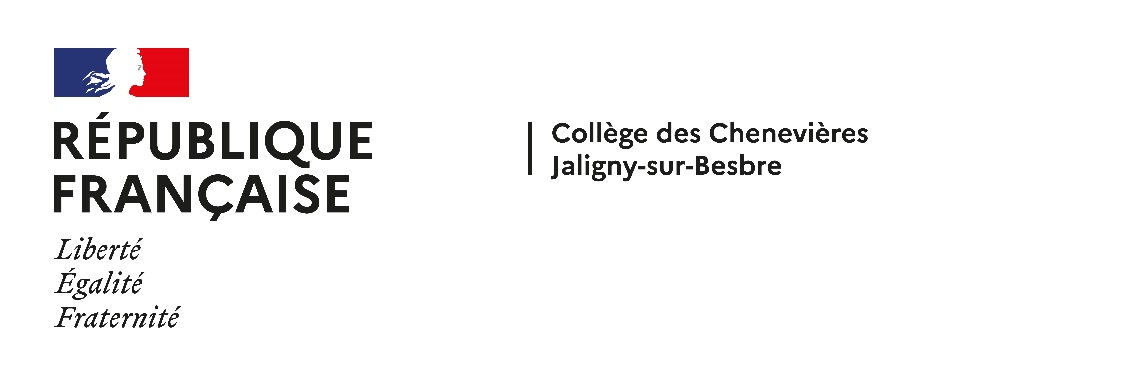 RÉPUBLIQUE
FRANÇAISE
Liberté
Égalité
Fraternité
Collège des Chenevières
Jaligny-sur-Besbre